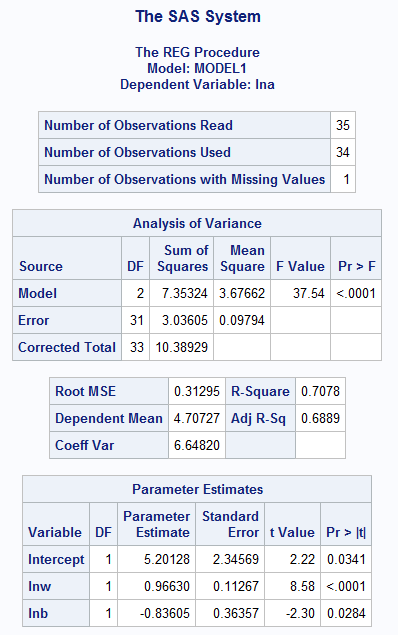 The SAS System
The REG Procedure
Model: MODEL1
Dependent Variable: lna
Number of Observations Read 35
Number of Observations Used 34
Number of Observations with Missing Values 1
Analysis of Variance
Source DF Sum of Squares Mean Square F Value Pr > F
Model 2 7.35324 3.67662 37.54 <.0001
Error 31 3.03605 0.09794
Corrected Total 33 10.38929
Root MSE 0.31295 R-Square 0.7078
Dependent Mean 4.70727 Adj R-Sq 0.6889
Coeff Var 6.64820
Parameter Estimates
Variable DF Parameter Estimate Standard Error t Value Pr > |t|
Intercept 1 5.20128 2.34569 2.22 0.0341
lnw 1 0.96630 0.11267 8.58 <.0001
lnb 1 -0.83605 0.36357 -2.30 0.0284